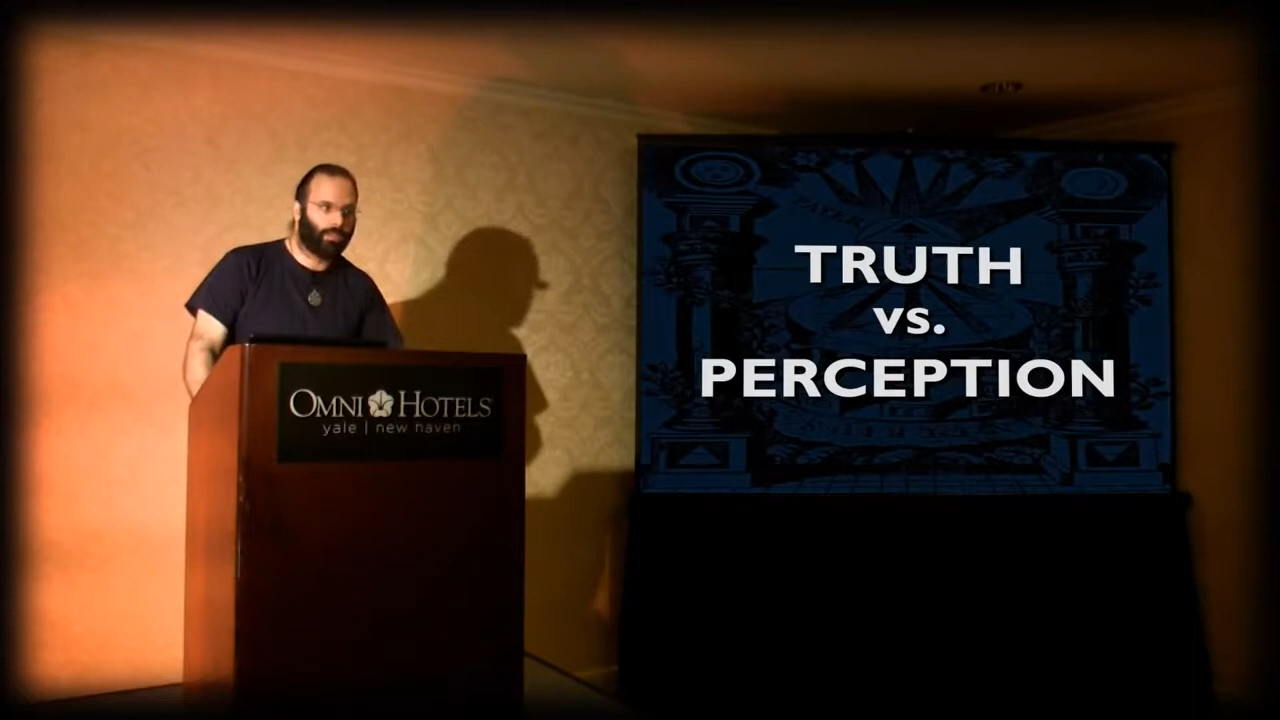 OMNI HOTELS
yale | new haven
TRUTH
vs.
PERCEPTION